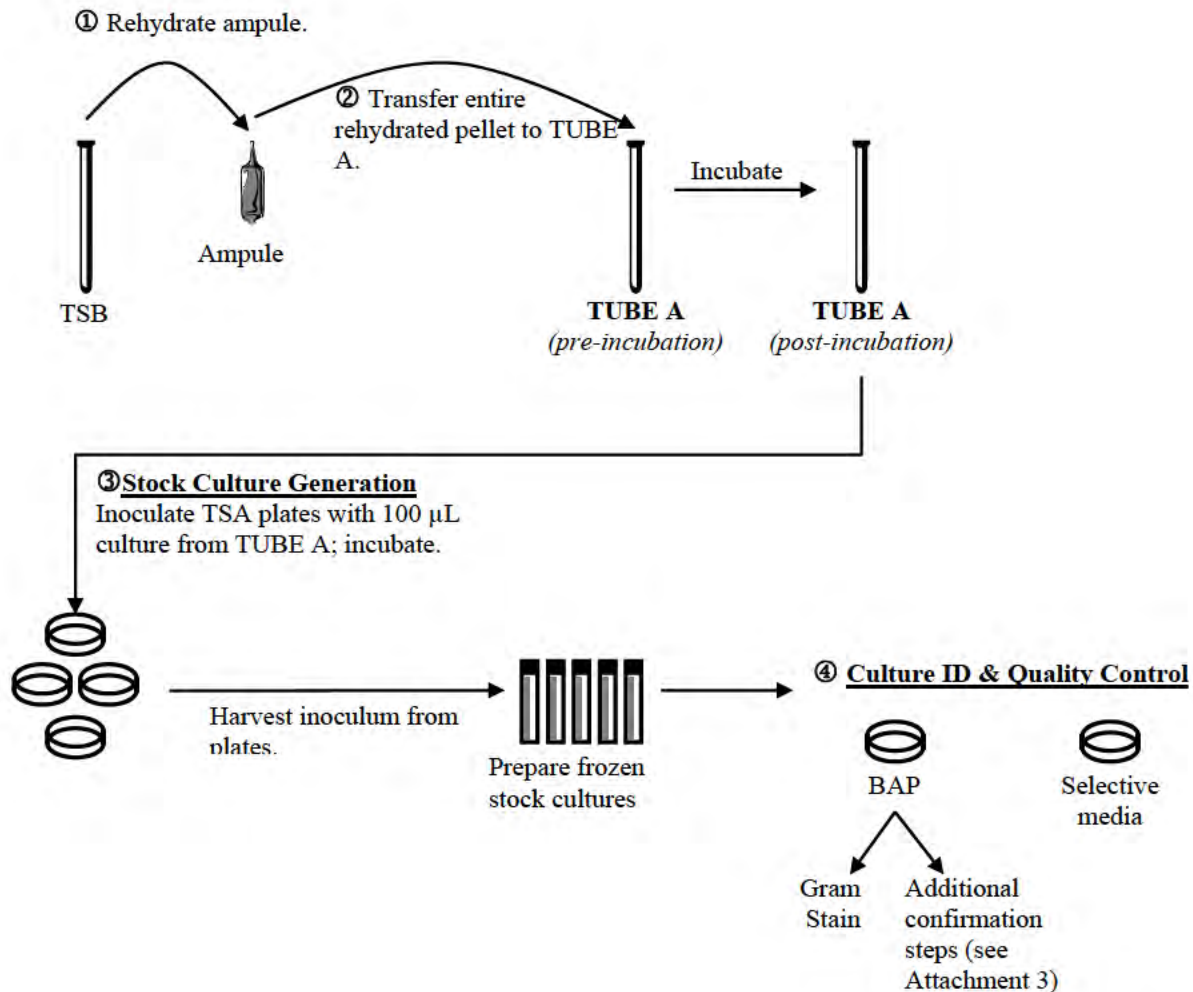 ① Rehydrate ampule.
② Transfer entire
rehydrated pellet to TUBE
A.
Incubate
Ampule
TSB
TUBE A
(pre-incubation)
TUBE A
(post-incubation)
③Stock Culture Generation
Inoculate TSA plates with 100 µL
culture from TUBE A; incubate.
Harvest inoculum from
plates.
Prepare frozen
stock cultures
④ Culture ID & Quality Control
BAP
Selective
media
Gram
Stain
Additional
confirmation
steps (see
Attachment 3)